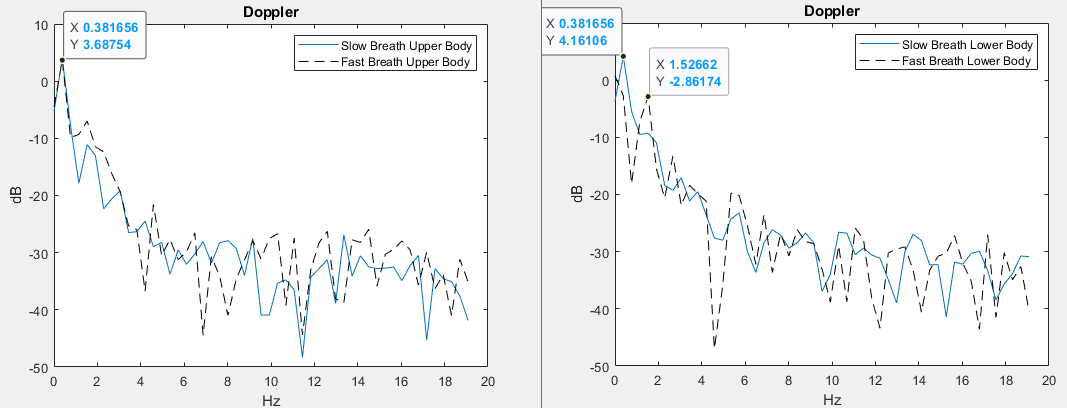 Doppler
X 0.381656
Y 3.68754
Slow Breath Upper Body
Fast Breath Upper Body
10
0
-10
-20
-30
-40
-50
dB
0 2 4 6 8 10 12 14 16 18 20
Hz
Doppler
X 0.381656
Y 4.16106
X 1.52662
Y -2.86174
Slow Breath Lower Body
Fast Breath Lower Body
0
-10
-20
-30
-40
-50
dB
0 2 4 6 8 10 12 14 16 18 20
Hz